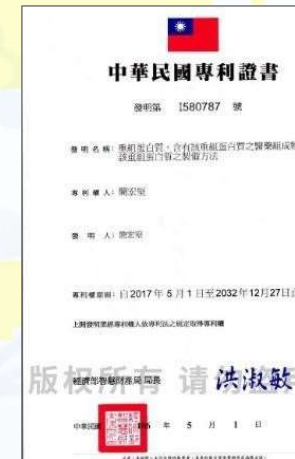 中華民國專利證書
發明第 I580787 號
發明名稱：重組蛋白質、含有該重組蛋白質之醫藥組成物
該重組蛋白質之製備方法
專利權人：
發明人：
專利權期間：自2017年5月1日至2032年12月27日止
上開發明業經專利權人依專利法之規定取得專利權
版权所有 请勿盗用
經濟部智慧財產局 局長 洪淑敏
中華民國 106 年 5 月 1 日